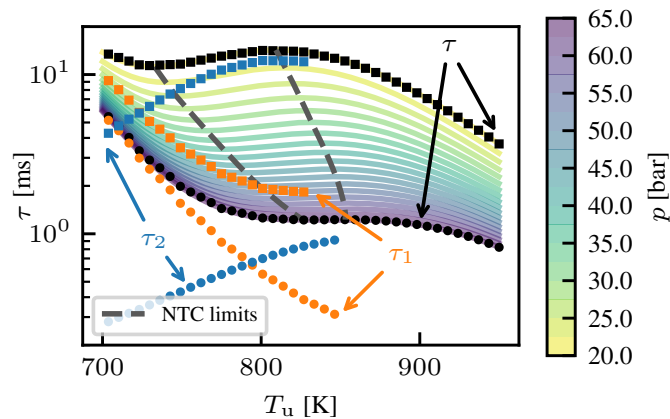 10¹
10⁰
τ [ms]
τ
τ₂
τ₁
NTC limits
700
800
900
Tᵤ [K]
65.0
60.0
55.0
50.0
45.0
40.0
35.0
30.0
25.0
20.0
p [bar]